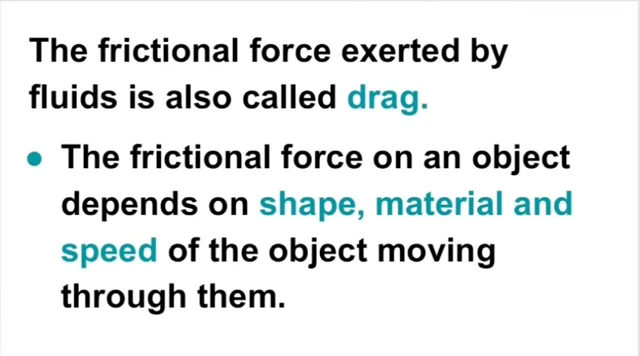 The frictional force exerted by
fluids is also called drag.
● The frictional force on an object
depends on shape, material and
speed of the object moving
through them.